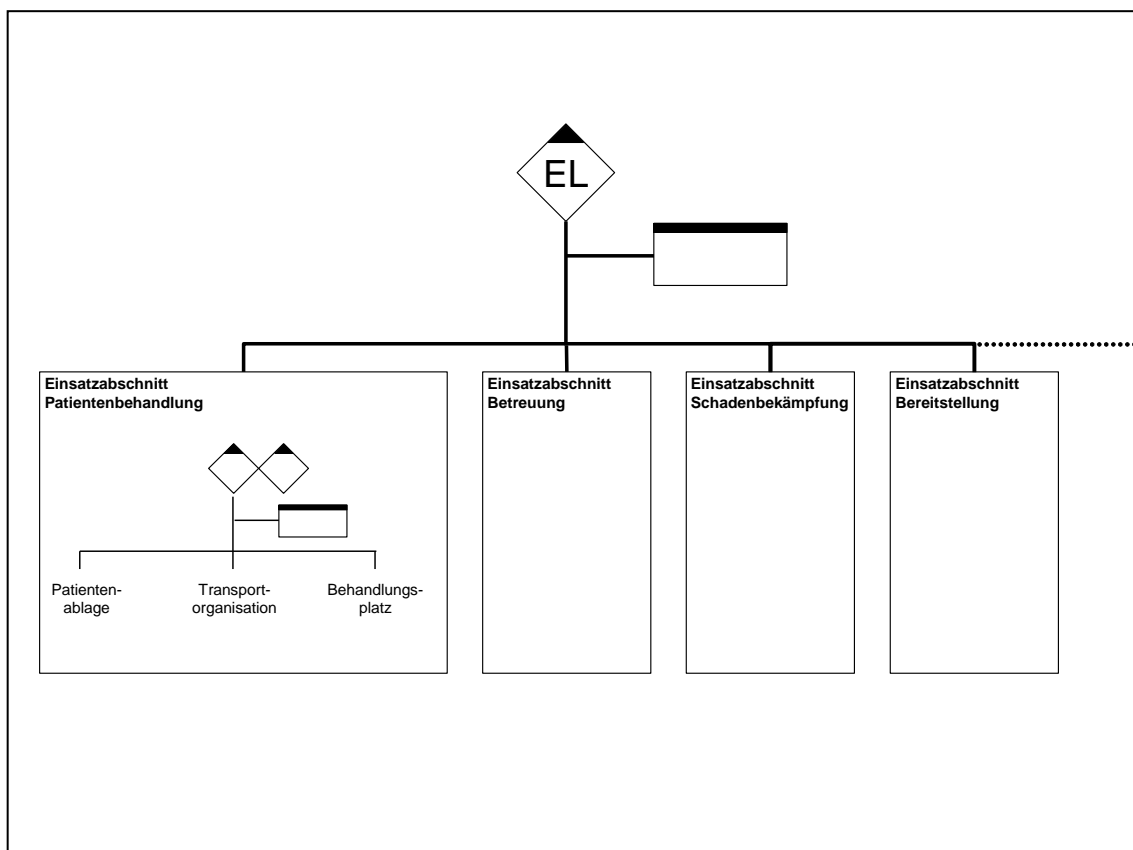 EL
Einsatzabschnitt
Patientenbehandlung
Patienten-
ablage
Transport-
organisation
Behandlungs-
platz
Einsatzabschnitt
Betreuung
Einsatzabschnitt
Schadenbekämpfung
Einsatzabschnitt
Bereitstellung